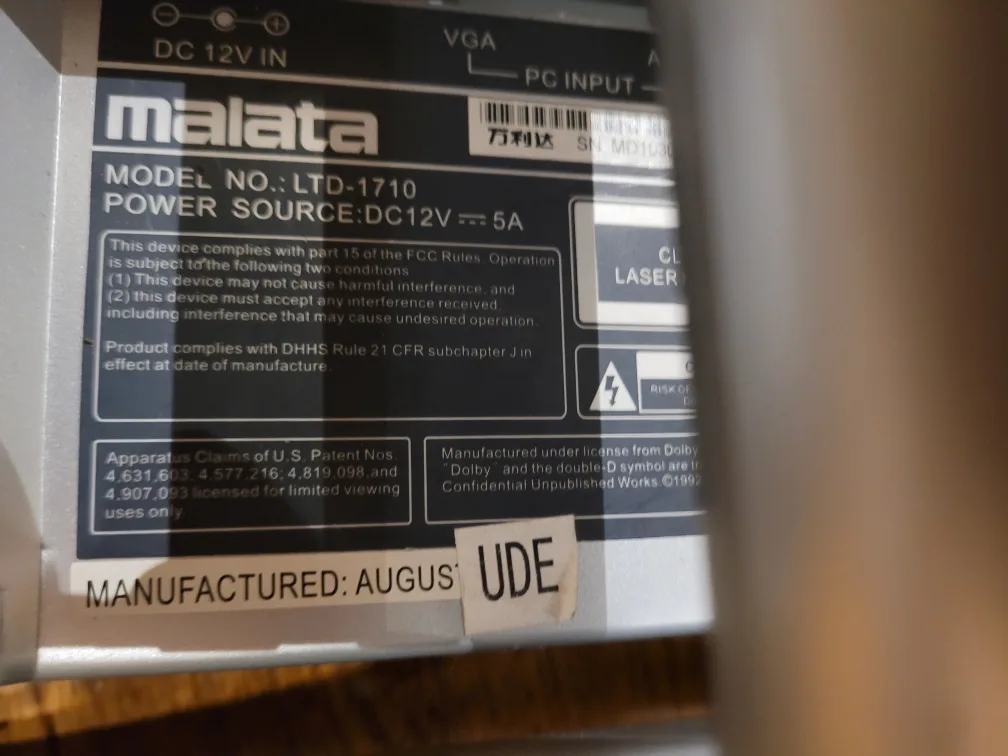 DC 12V IN
VGA
PC INPUT
malata
万利达
MODEL NO.: LTD-1710
POWER SOURCE:DC12V ⎓ 5A
This device complies with part 15 of the FCC Rules. Operation
is subject to the following two conditions
(1) This device may not cause harmful interference, and
(2) this device must accept any interference received,
including interference that may cause undesired operation.
Product complies with DHHS Rule 21 CFR subchapter J in
effect at date of manufacture.
CL
LASER
RISK OF
Apparatus Claims of U.S. Patent Nos.
4,631,603, 4,577,216; 4,819,098,and
4,907,093 licensed for limited viewing
uses only
Manufactured under license from Dolby
"Dolby" and the double-D symbol are
Confidential Unpublished Works.©1992
MANUFACTURED: AUGUS
UDE